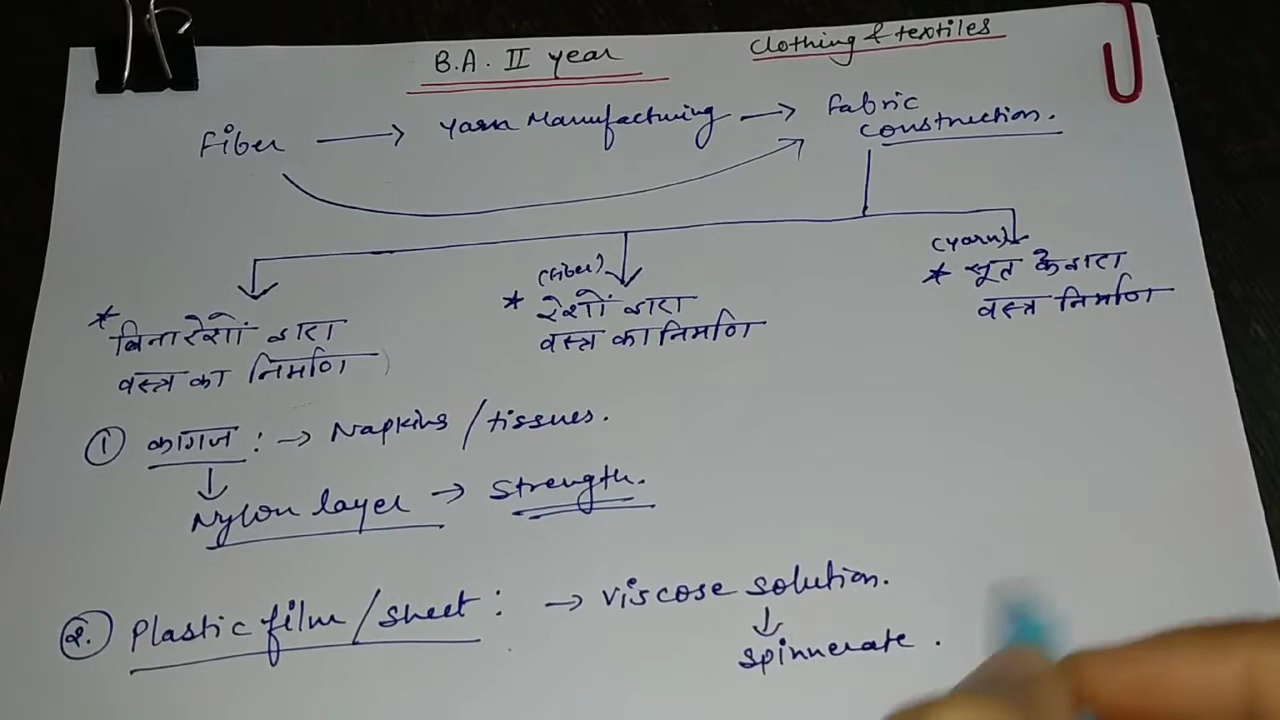 B.A. II year
Clothing & textiles
Fiber → Yarn Manufacturing → Fabric
construction.
(Yarn)
* सूत के द्वारा
वस्त्र निर्माण
(Fiber)
* रेशों द्वारा
वस्त्र का निर्माण
*
बिना रेशों द्वारा
वस्त्र का निर्माण
① कागज : → Napkins / tissues.
↓
Nylon layer → Strength.
2. Plastic film / sheet : → Viscose solution.
↓
spinnerate.